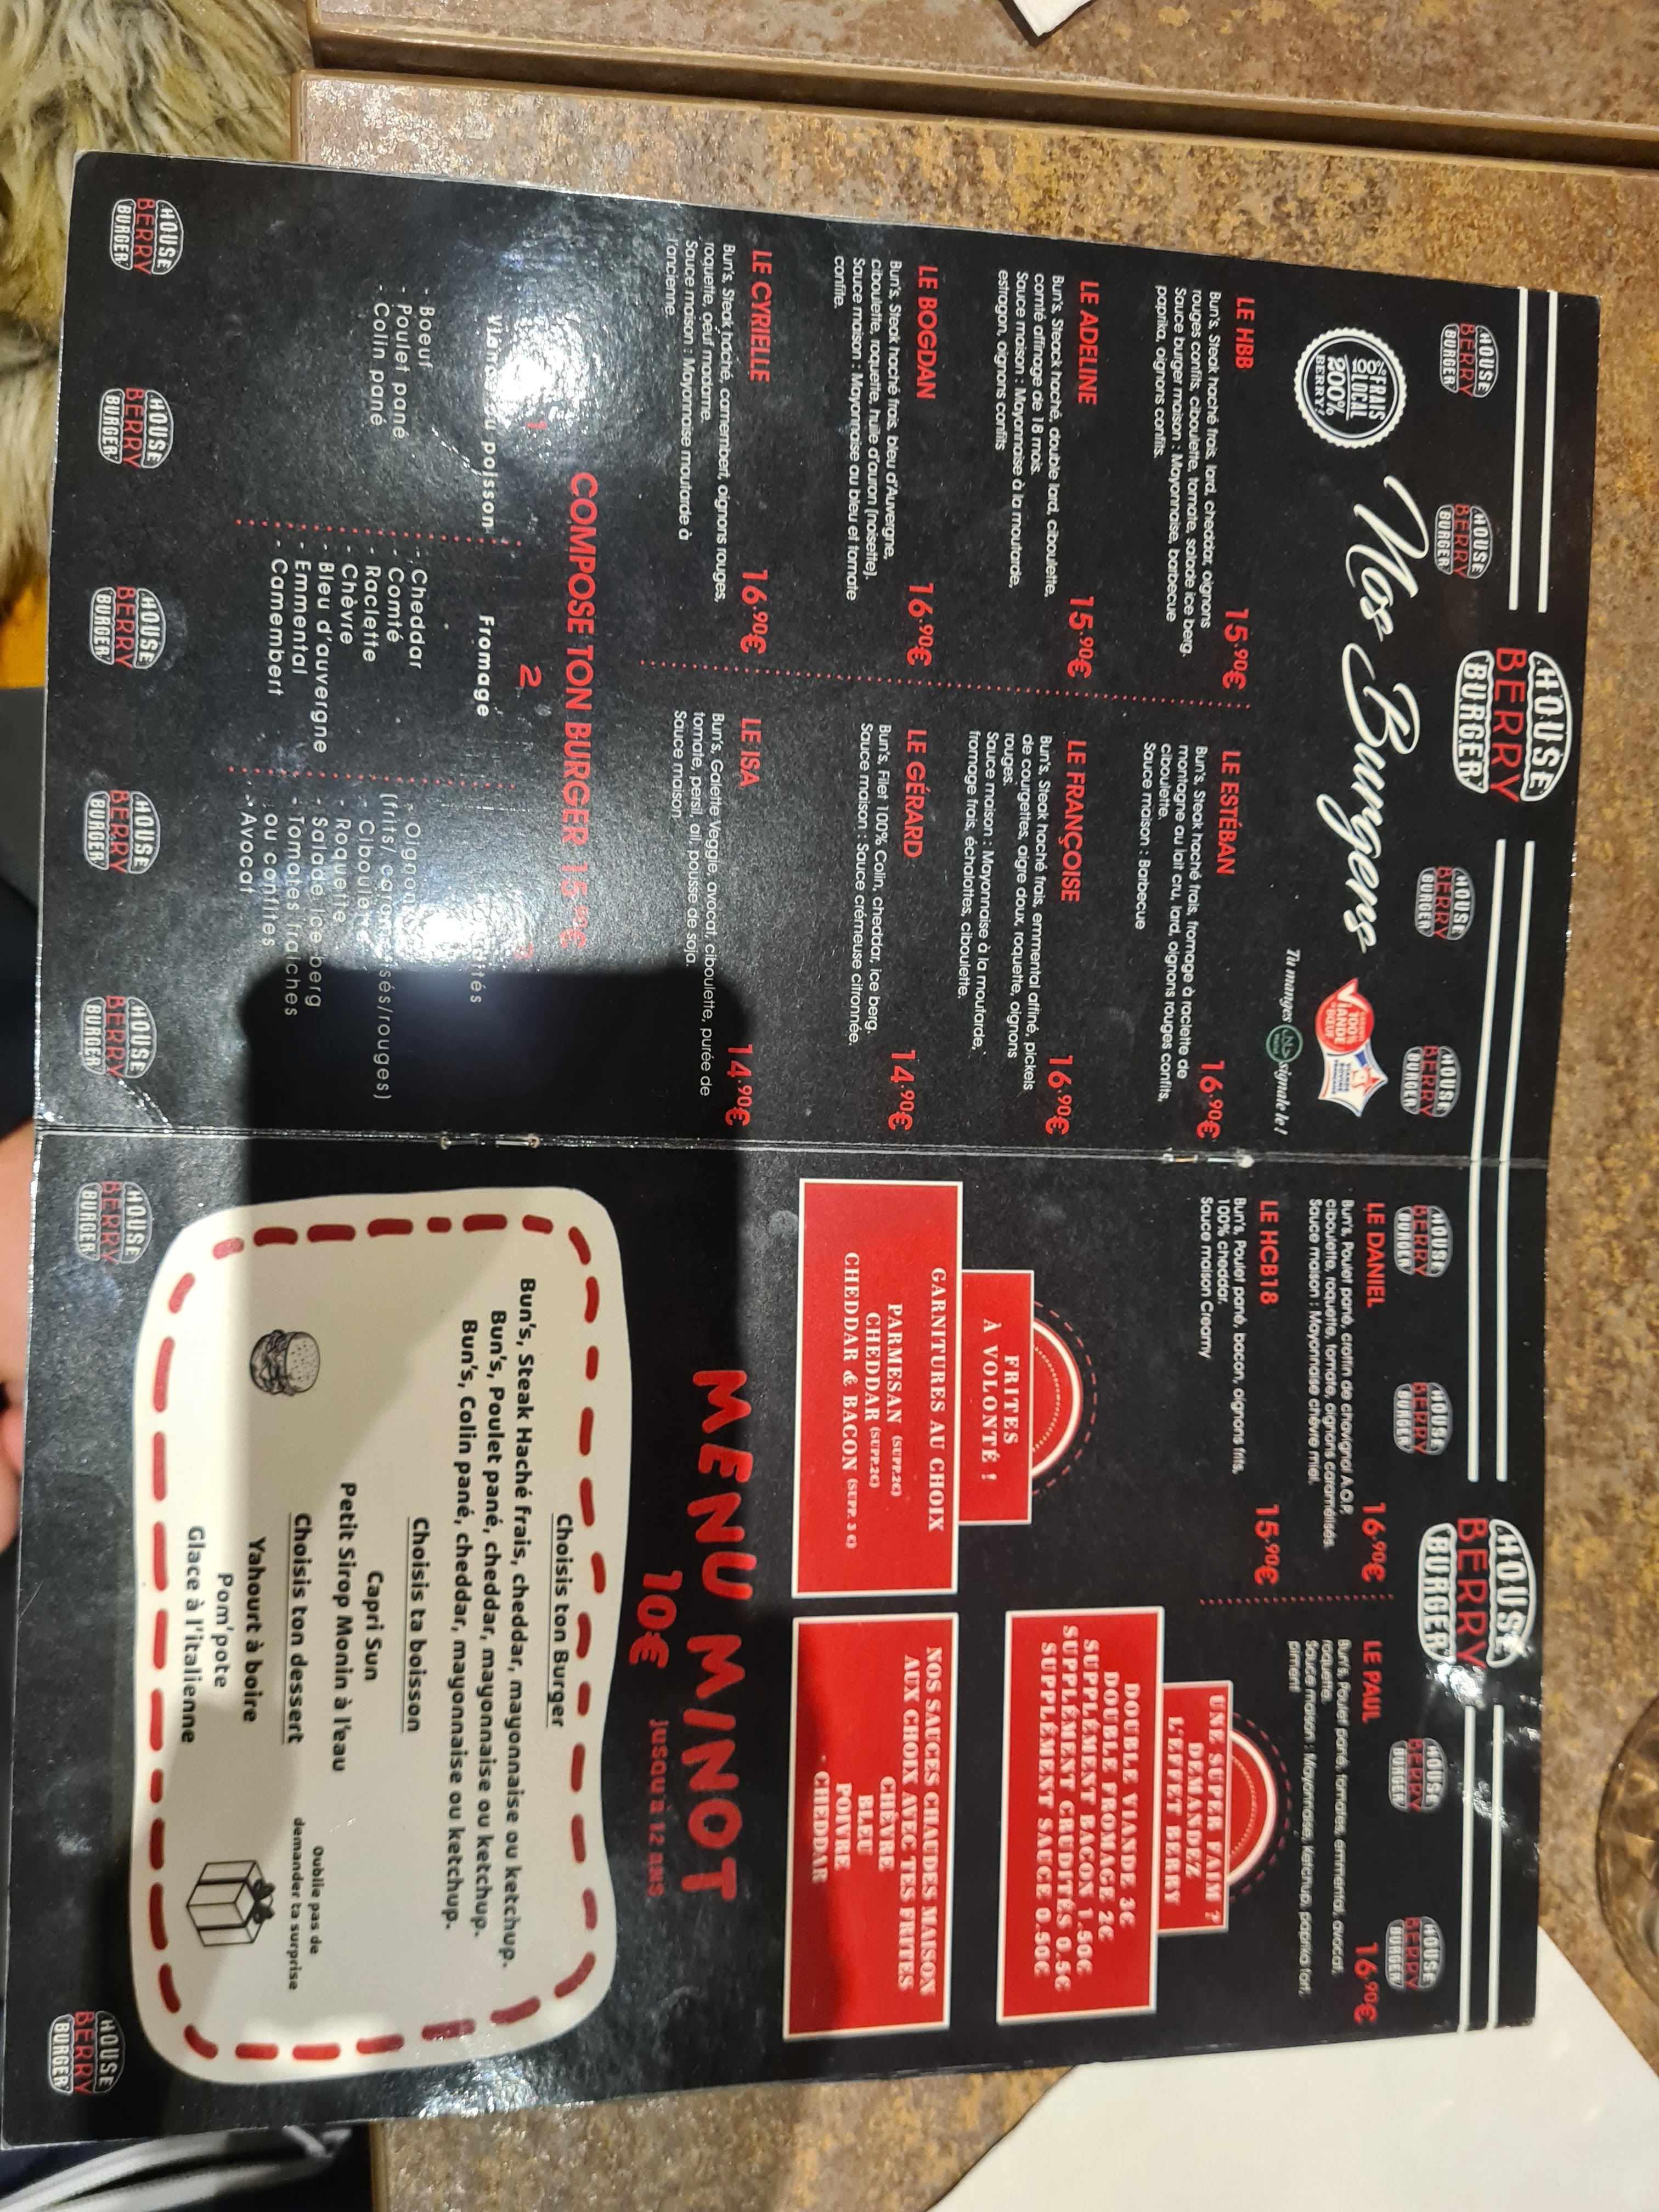 HOUSE
BERRY
BURGER
Nos Burgers
100% FRAIS
100% LOCAL
200%
BERRY
100%
VIANDE
Tu manges
signale le !
LE HBB
15.90€
Bun's, Steak haché frais, lard, cheddar, oignons
rouges confits, ciboulette, tomate, salade ice berg.
Sauce burger maison : Mayonnaise, barbecue
paprika, oignons confits.
LE ADELINE
15.90€
Bun's, Steack haché, double lard, ciboulette,
comté affinage de 18 mois.
Sauce maison : Mayonnaise à la moutarde,
estragon, oignons confits
LE BOGDAN
16.90€
Bun's, Steak haché frais, bleu d'Auvergne,
ciboulette, roquette, huile d'auron (noisette).
Sauce maison : Mayonnaise au bleu et tomate
confite.
LE CYRIELLE
16.90€
Bun's, Steak haché, camembert, oignons rouges,
roquette, œuf madame.
Sauce maison : Mayonnaise moutarde à
l'ancienne.
LE ESTÉBAN
16.90€
Bun's, Steak haché frais, fromage à raclette de
montagne au lait cru, lard, oignons rouges confits,
ciboulette.
Sauce maison : Barbecue
LE FRANÇOISE
16.90€
Bun's, Steak haché frais, emmental affiné, pickels
de courgettes, aigre doux, roquette, oignons
rouges.
Sauce maison : Mayonnaise à la moutarde,
fromage frais, échalottes, ciboulette.
LE GÉRARD
14.90€
Bun's, Filet 100% Colin, cheddar, ice berg.
Sauce maison : Sauce crémeuse citronnée.
LE ISA
14.90€
Bun's, Galette Veggie, avocat, ciboulette, purée de
tomate, persil, ail, pousse de soja.
Sauce maison
COMPOSE TON BURGER 15.90€
1
poisson
- Boeuf
- Poulet pané
- Colin pané
2
Fromage
- Cheddar
- Comté
- Raclette
- Chèvre
- Bleu d'auvergne
- Emmental
- Camembert
- Oignons
(frits/ caramélisés/rouges)
- Ciboulette
- Roquette
- Salade Ice berg
- Tomates fraîches
ou confites
- Avocat
HOUSE
BERRY
BURGER
LE DANIEL
16.90€
Bun's, Poulet pané, crottin de chavignol A.O.P,
ciboulette, roquette, tomate, oignons caramélisés.
Sauce maison : Mayonnaise chèvre miel.
LE HCB18
15.90€
Bun's, Poulet pané, bacon, oignons frits,
100% cheddar.
Sauce maison Creamy
LE PAUL
16.90€
Bun's, Poulet pané, tomates, emmental, avocat,
roquette.
Sauce maison : Mayonnaise, ketchup, paprika fort,
piment
FRITES
À VOLONTÉ !
GARNITURES AU CHOIX
PARMESAN (SUPP.2€)
CHEDDAR (SUPP.2€)
CHEDDAR & BACON (SUPP. 3 €)
UNE SUPER FAIM ?
DEMANDEZ
L'EFFET BERRY
DOUBLE VIANDE 3€
DOUBLE FROMAGE 2€
SUPPLÉMENT BACON 1.50€
SUPPLÉMENT CRUDITÉS 0.5€
SUPPLÉMENT SAUCE 0.50€
NOS SAUCES CHAUDES MAISON
AUX CHOIX AVEC TES FRITES
CHÈVRE
BLEU
POIVRE
CHEDDAR
MENU MINOT
10€ jusqu'à 12 ans
Choisis ton Burger
Bun's, Steak Haché frais, cheddar, mayonnaise ou ketchup.
Bun's, Poulet pané, cheddar, mayonnaise ou ketchup.
Bun's, Colin pané, cheddar, mayonnaise ou ketchup.
Choisis ta boisson
Capri Sun
Petit Sirop Monin à l'eau
Choisis ton dessert
Yahourt à boire
Pom'pote
Glace à l'italienne
Oublie pas de
demander ta surprise